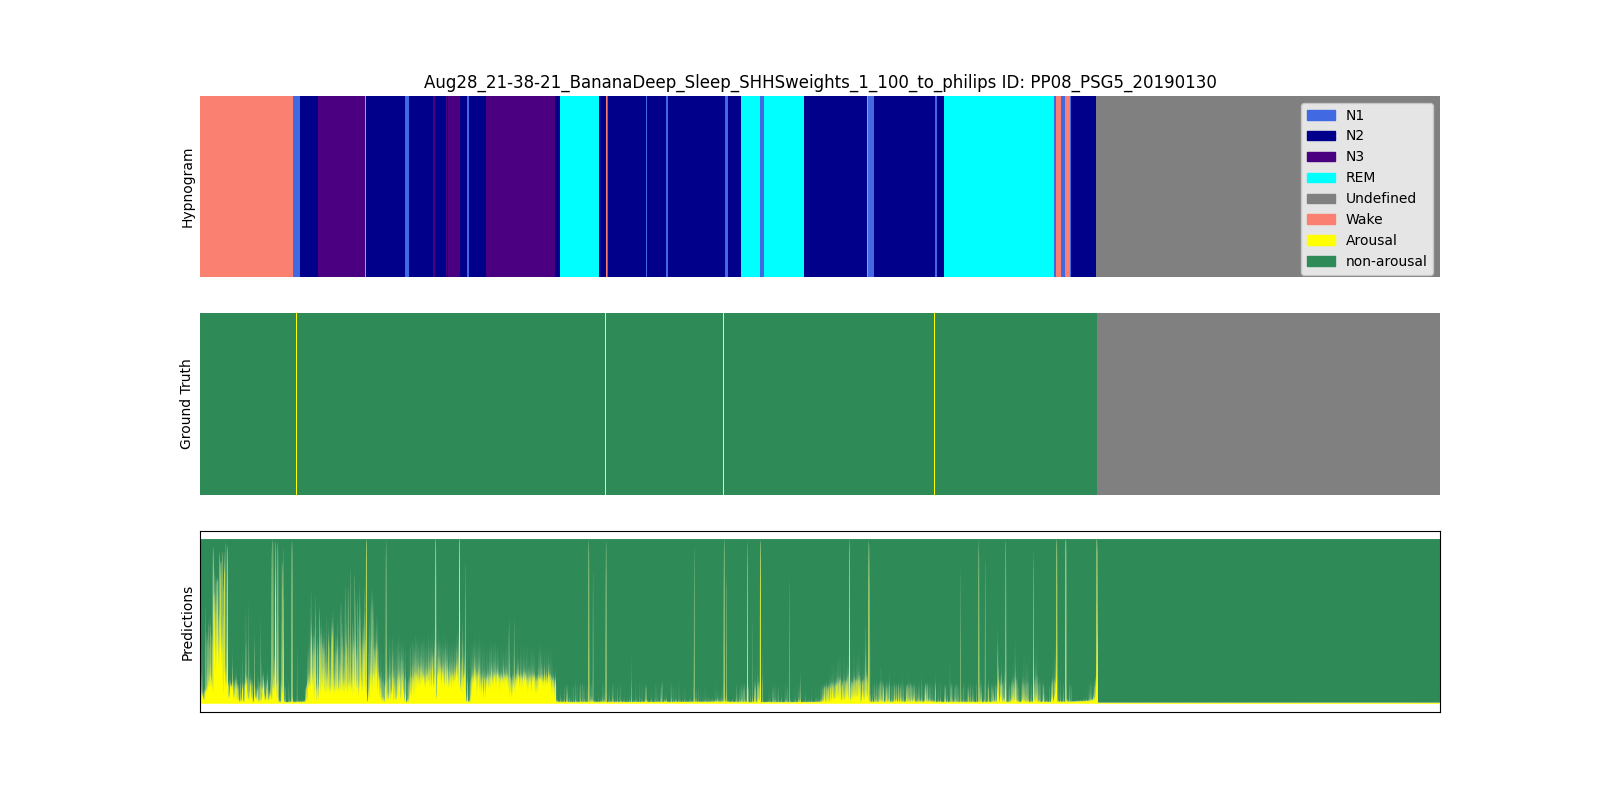 Aug28_21-38-21_BananaDeep_Sleep_SHHSweights_1_100_to_philips ID: PP08_PSG5_20190130
Hypnogram
N1
N2
N3
REM
Undefined
Wake
Arousal
non-arousal
Ground Truth
Predictions